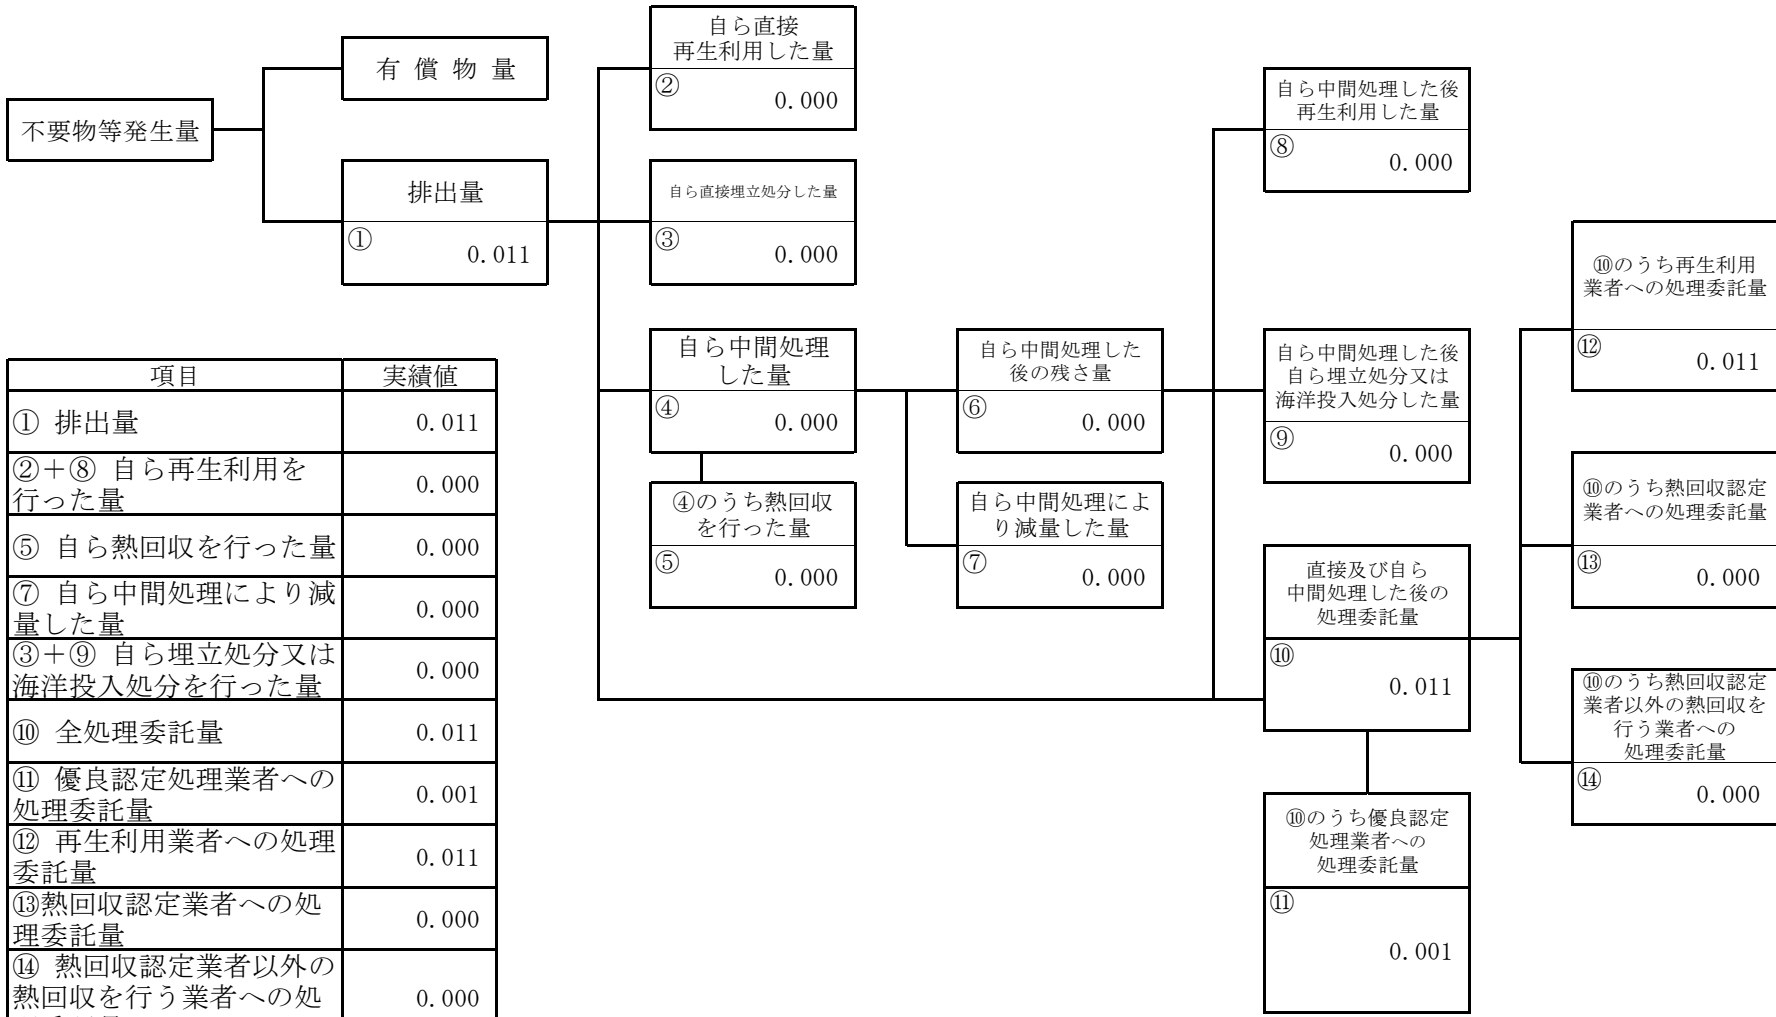 不要物等発生量
有 償 物 量
排出量
①
0.011
自ら直接
再生利用した量
②
0.000
自ら直接埋立処分した量
③
0.000
自ら中間処理
した量
④
0.000
④のうち熱回収
を行った量
⑤
0.000
自ら中間処理した
後の残さ量
⑥
0.000
自ら中間処理によ
り減量した量
⑦
0.000
自ら中間処理した後
再生利用した量
⑧
0.000
自ら中間処理した後
自ら埋立処分又は
海洋投入処分した量
⑨
0.000
直接及び自ら
中間処理した後の
処理委託量
⑩
0.011
⑩のうち優良認定
処理業者への
処理委託量
⑪
0.001
⑩のうち再生利用
業者への処理委託量
⑫
0.011
⑩のうち熱回収認定
業者への処理委託量
⑬
0.000
⑩のうち熱回収認定
業者以外の熱回収を
行う業者への
処理委託量
⑭
0.000
項目 実績値
① 排出量 0.011
②＋⑧ 自ら再生利用を
行った量 0.000
⑤ 自ら熱回収を行った量 0.000
⑦ 自ら中間処理により減
量した量 0.000
③＋⑨ 自ら埋立処分又は
海洋投入処分を行った量 0.000
⑩ 全処理委託量 0.011
⑪ 優良認定処理業者への
処理委託量 0.001
⑫ 再生利用業者への処理
委託量 0.011
⑬熱回収認定業者への処
理委託量 0.000
⑭ 熱回収認定業者以外の
熱回収を行う業者への処 0.000